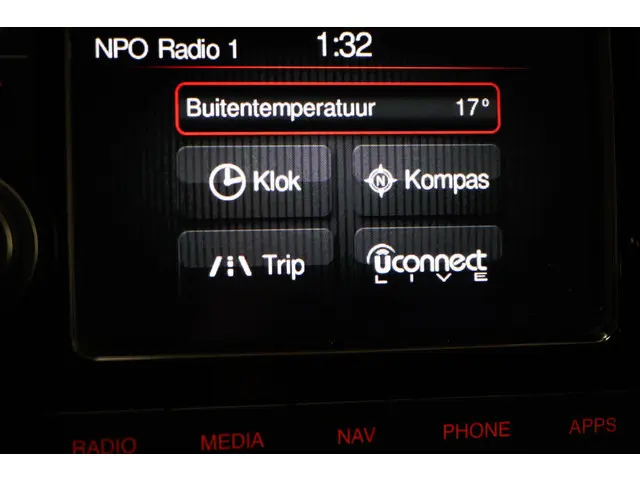 NPO Radio 1 1:32
Buitentemperatuur 17°
Klok N Kompas
Trip Uconnect LIVE
RADIO MEDIA NAV PHONE APPS